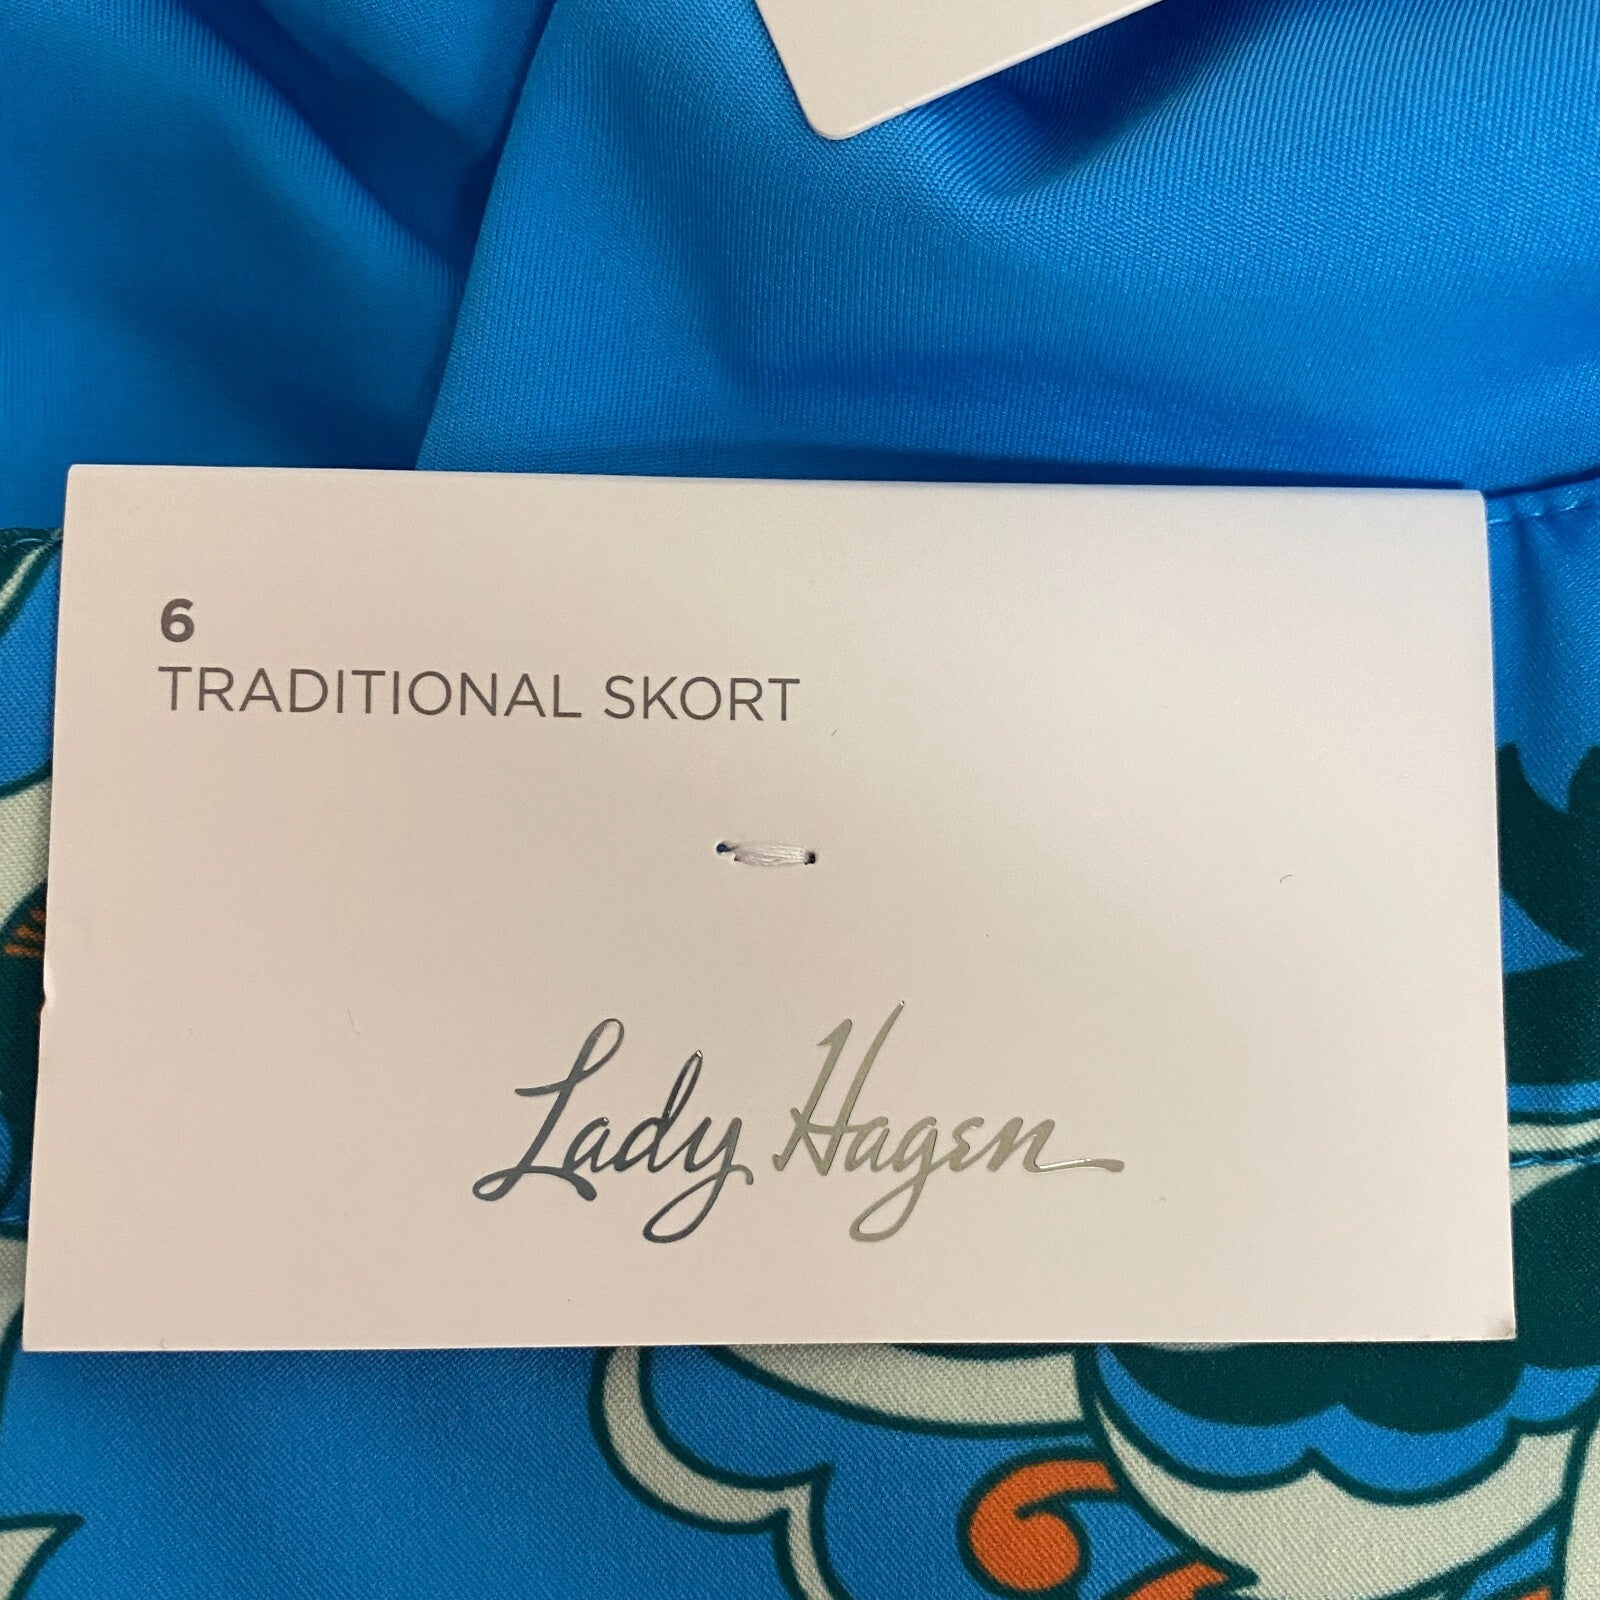 6
TRADITIONAL SKORT
Lady Hagen